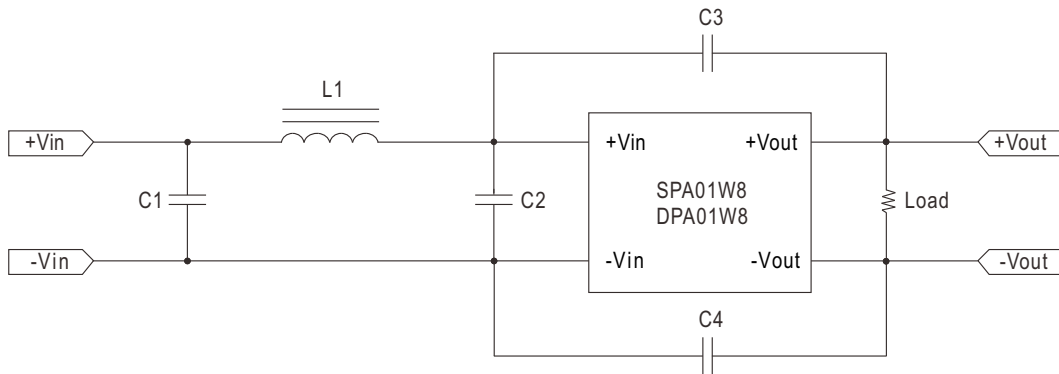 C3
L1
+Vin
+Vin
+Vout
+Vout
C1
C2
SPA01W8
DPA01W8
Load
-Vin
-Vin
-Vout
-Vout
C4